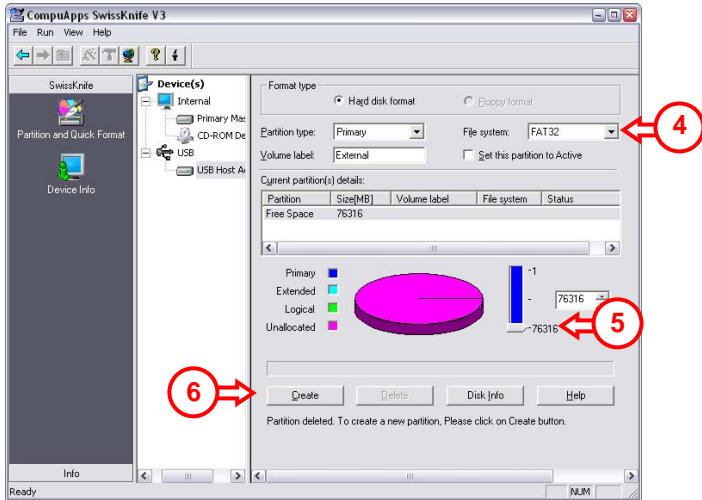 CompuApps SwissKnife V3
File Run View Help
SwissKnife
Partition and Quick Format
Device Info
Info
Device(s)
Internal
Primary Mas
CD-ROM De
USB
USB Host A
Format type
Hard disk format
Floppy format
Partition type: Primary File system: FAT32
4
Volume label: External Set this partition to Active
Current partition(s) details:
Partition Size[MB] Volume label File system Status
Free Space 76316
Primary
Extended
Logical
Unallocated
-1
-
76316
-76316
5
6
Create Delete Disk Info Help
Partition deleted. To create a new partition, Please click on Create button.
Ready
NUM